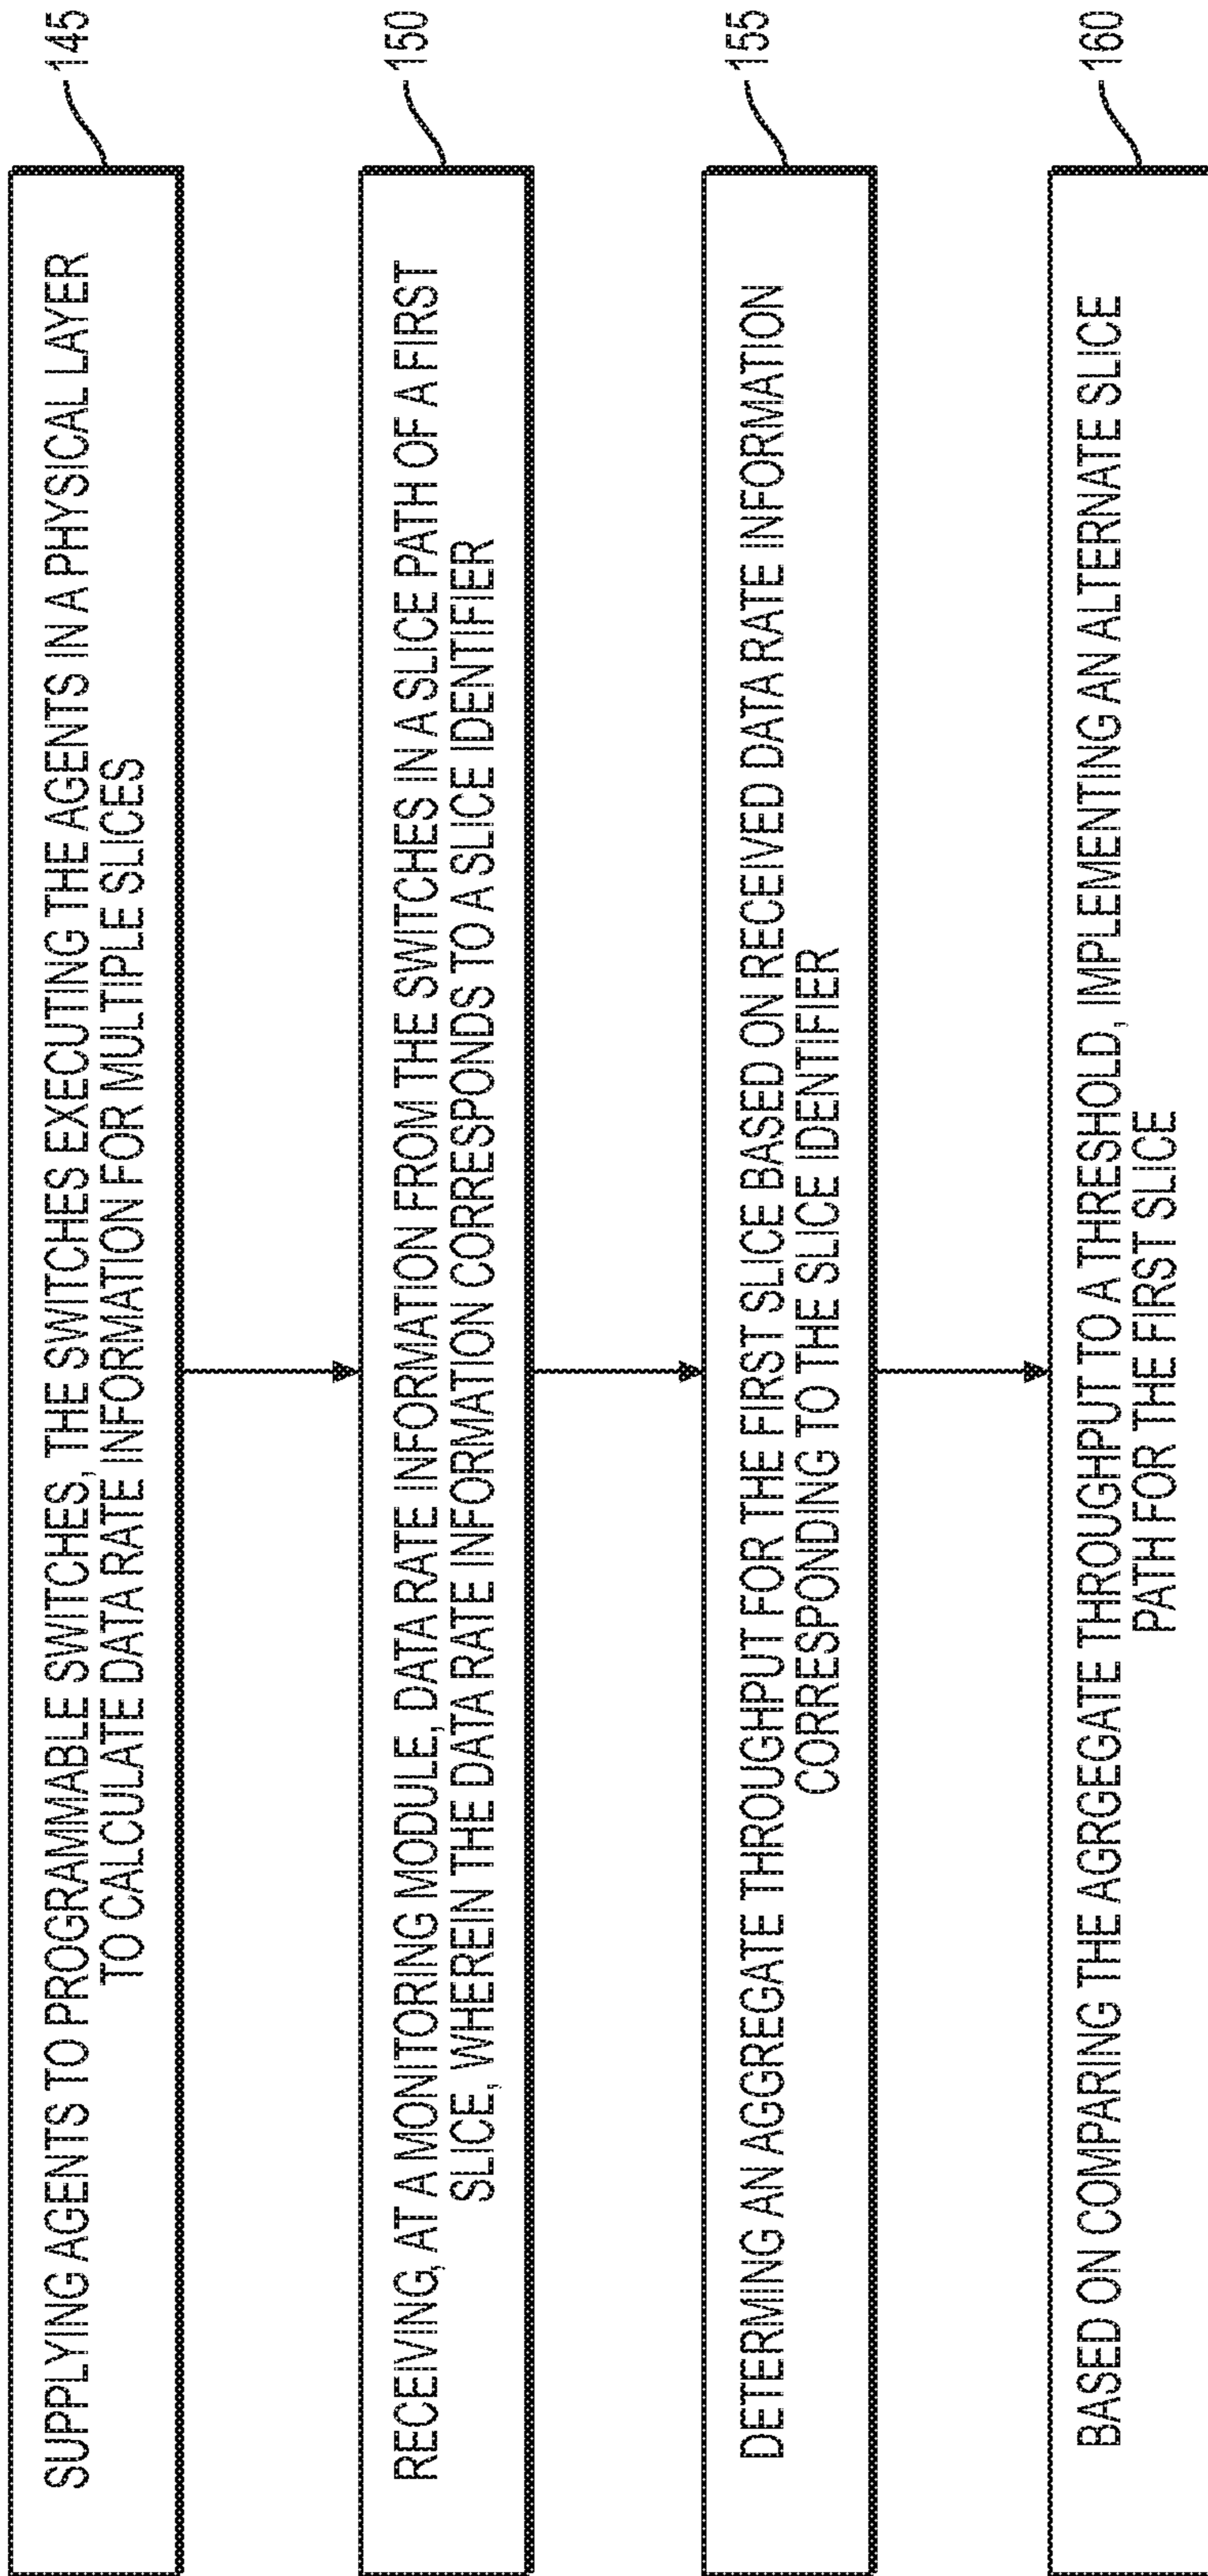 SUPPLYING AGENTS TO PROGRAMMABLE SWITCHES, THE SWITCHES EXECUTING THE AGENTS IN A PHYSICAL LAYER
TO CALCULATE DATA RATE INFORMATION FOR MULTIPLE SLICES
145
RECEIVING, AT A MONITORING MODULE, DATA RATE INFORMATION FROM THE SWITCHES IN A SLICE PATH OF A FIRST
SLICE, WHEREIN THE DATA RATE INFORMATION CORRESPONDS TO A SLICE IDENTIFIER
150
DETERMINING AN AGGREGATE THROUGHPUT FOR THE FIRST SLICE BASED ON RECEIVED DATA RATE INFORMATION
CORRESPONDING TO THE SLICE IDENTIFIER
155
BASED ON COMPARING THE AGRGEGATE THROUGHPUT TO A THRESHOLD, IMPLEMENTING AN ALTERNATE SLICE
PATH FOR THE FIRST SLICE
160